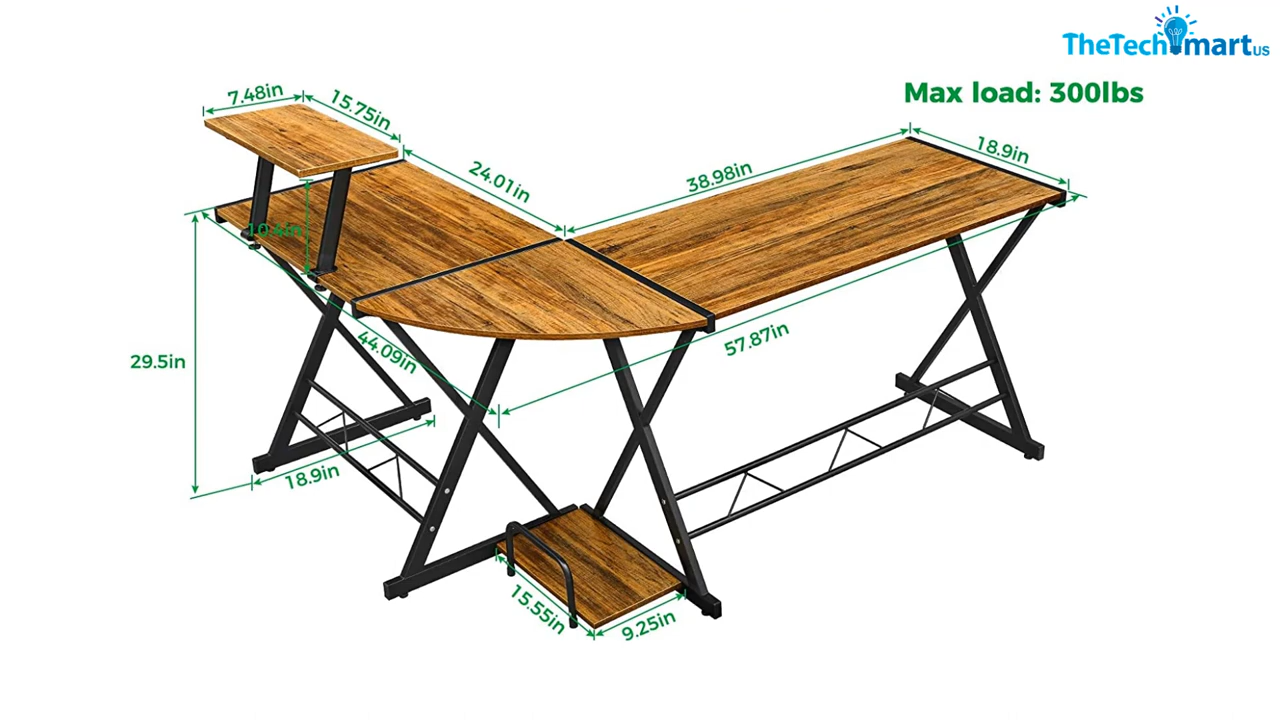 TheTechmartUS
Max load: 300lbs
7.48in
15.75in
24.01in
38.98in
18.9in
10.4in
29.5in
44.09in
57.87in
18.9in
15.55in
9.25in